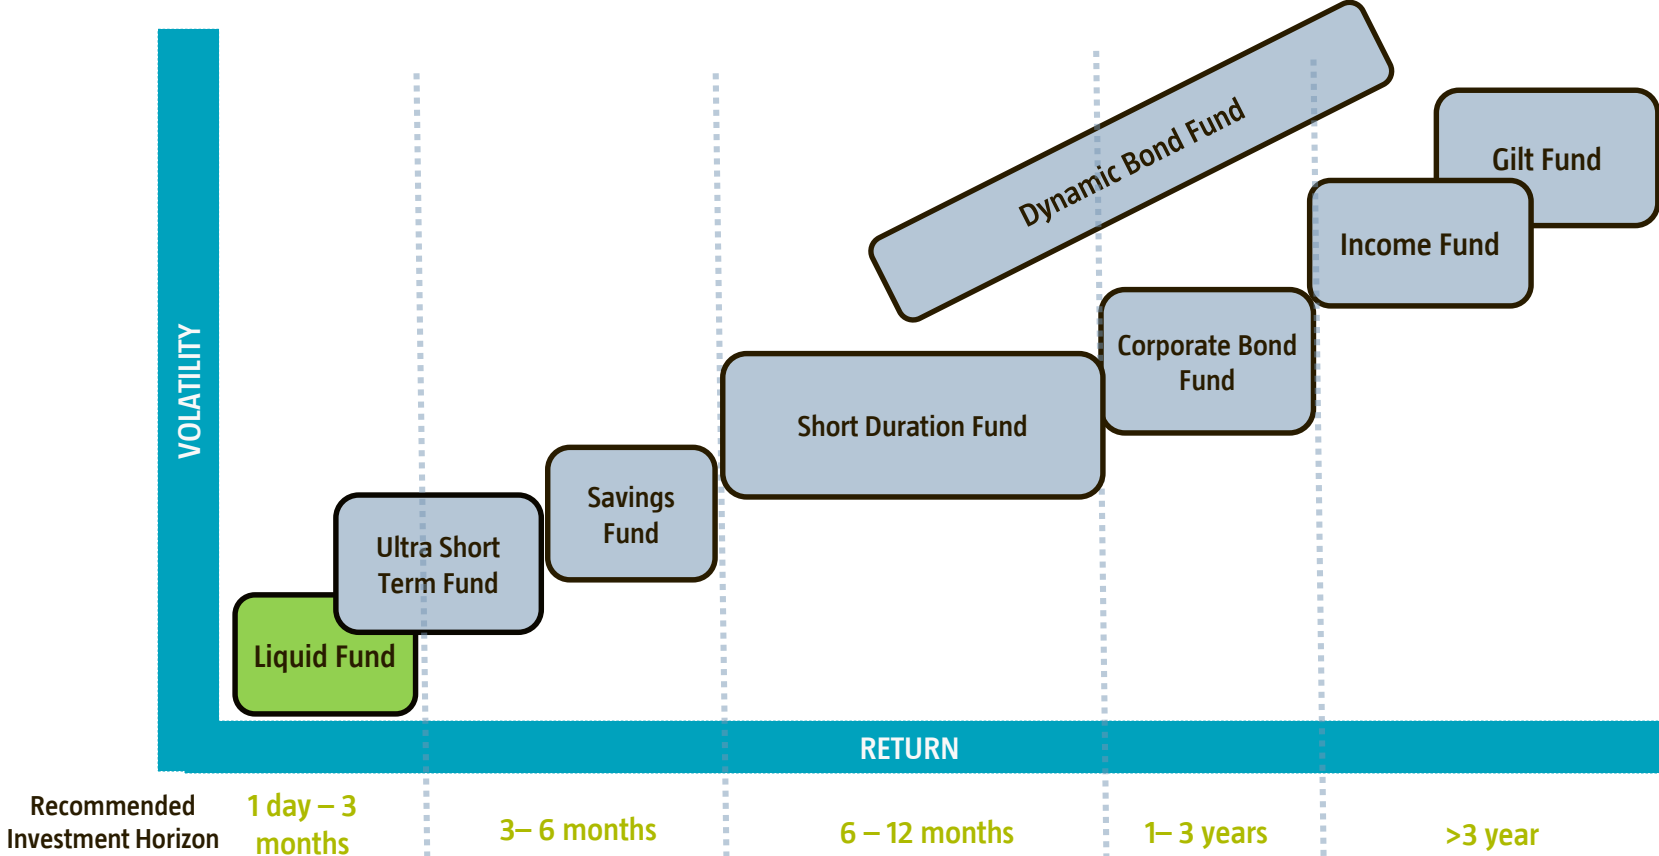 Dynamic Bond Fund
Gilt Fund
Income Fund
Corporate Bond
Fund
Short Duration Fund
Savings
Fund
Ultra Short
Term Fund
Liquid Fund
VOLATILITY
RETURN
Recommended
Investment Horizon
1 day – 3
months
3– 6 months
6 – 12 months
1– 3 years
>3 year